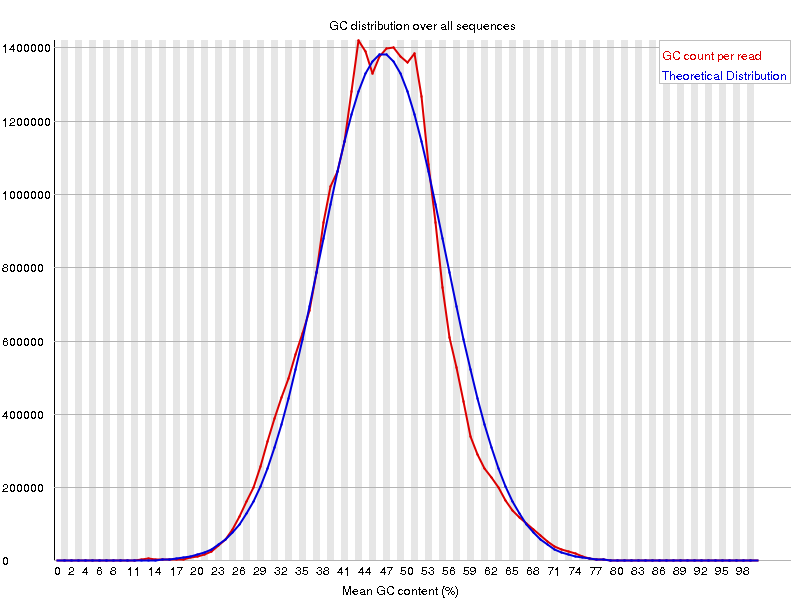 GC distribution over all sequences
GC count per read
Theoretical Distribution
1400000
1200000
1000000
800000
600000
400000
200000
0
0 2 4 6 8 11 14 17 20 23 26 29 32 35 38 41 44 47 50 53 56 59 62 65 68 71 74 77 80 83 86 89 92 95 98
Mean GC content (%)